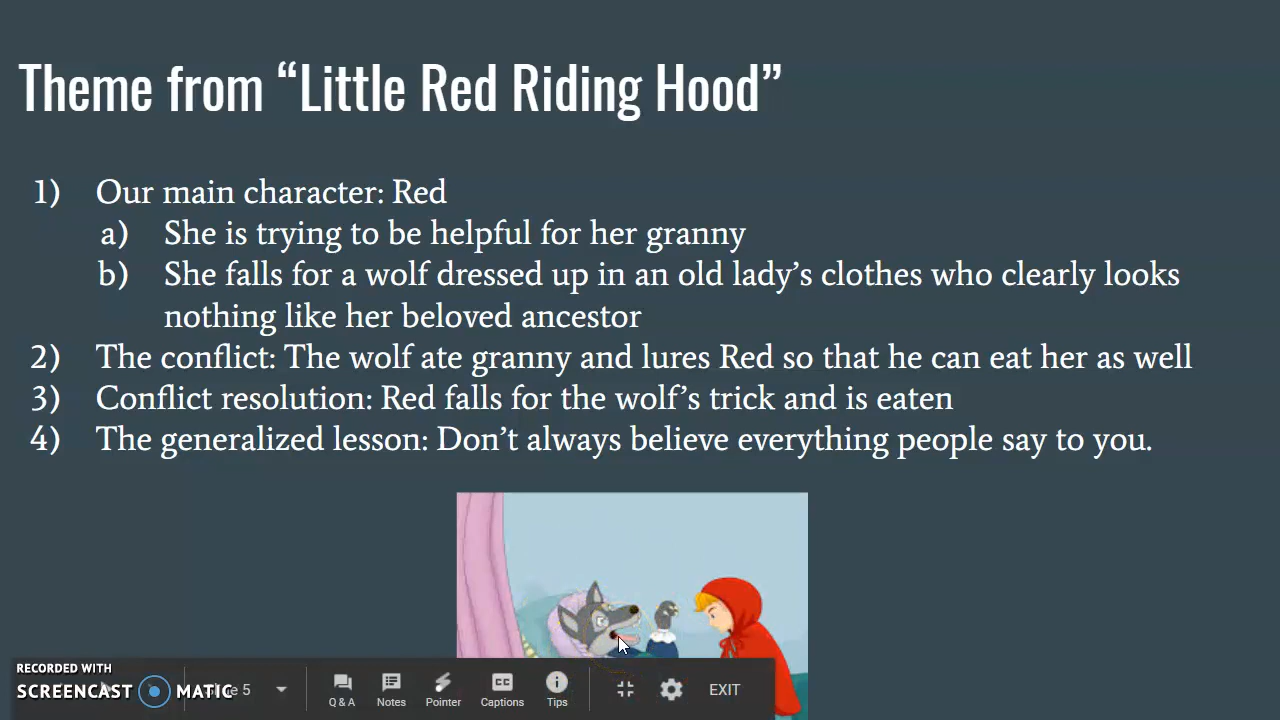 Theme from “Little Red Riding Hood”
1) Our main character: Red
a) She is trying to be helpful for her granny
b) She falls for a wolf dressed up in an old lady’s clothes who clearly looks
nothing like her beloved ancestor
2) The conflict: The wolf ate granny and lures Red so that he can eat her as well
3) Conflict resolution: Red falls for the wolf’s trick and is eaten
4) The generalized lesson: Don’t always believe everything people say to you.
RECORDED WITH
SCREENCAST MATIC
5
Q & A Notes Pointer Captions Tips EXIT